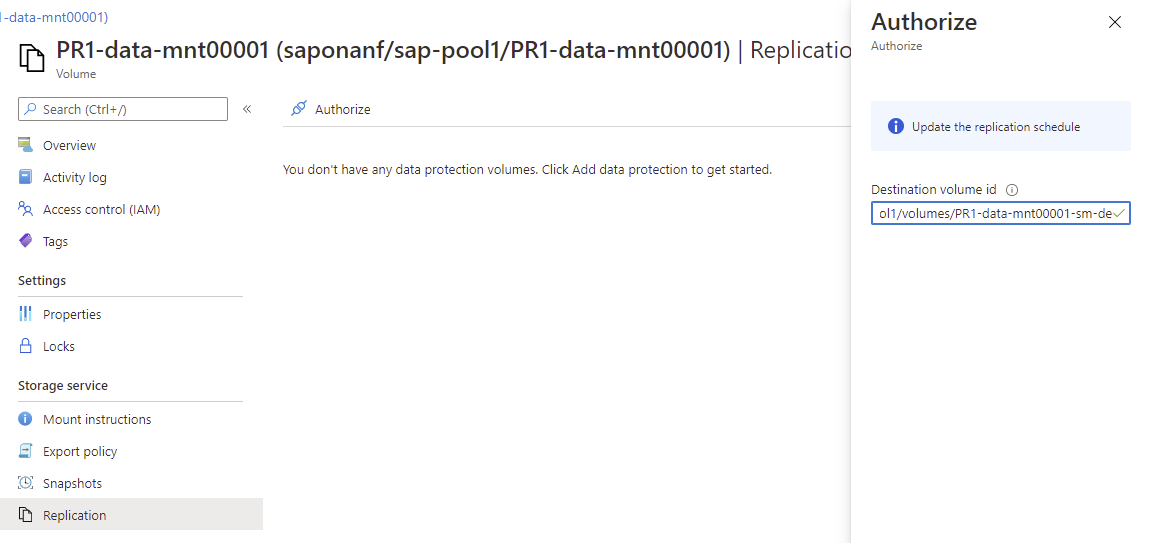 -data-mnt00001)
PR1-data-mnt00001 (saponanf/sap-pool1/PR1-data-mnt00001) | Replicatio
Volume
Search (Ctrl+/)
«
Overview
Activity log
Access control (IAM)
Tags
Settings
Properties
Locks
Storage service
Mount instructions
Export policy
Snapshots
Replication
Authorize
You don't have any data protection volumes. Click Add data protection to get started.
Authorize
Authorize
Update the replication schedule
Destination volume id
ol1/volumes/PR1-data-mnt00001-sm-de